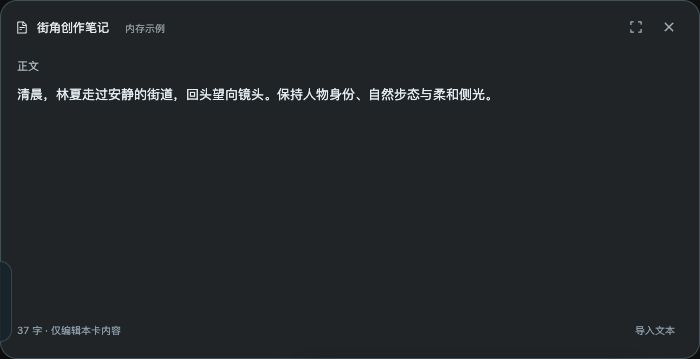 街角创作笔记 内存示例
正文
清晨，林夏走过安静的街道，回头望向镜头。保持人物身份、自然步态与柔和侧光。
37 字 · 仅编辑本卡内容 导入文本